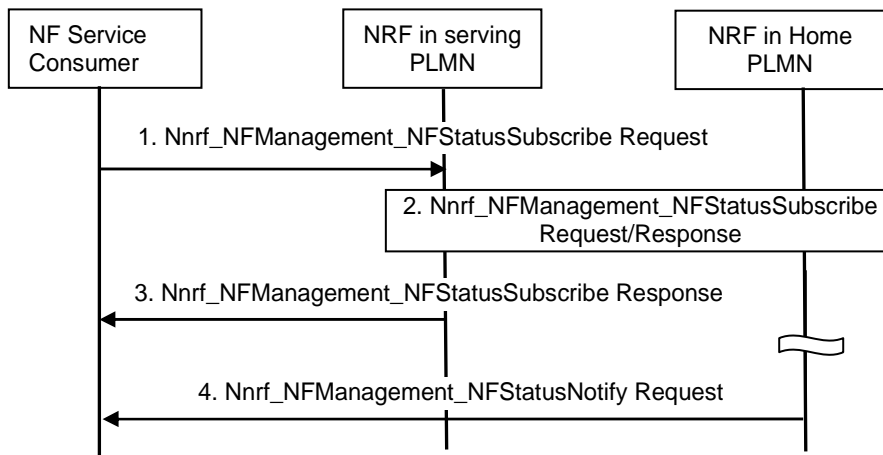 NF Service
Consumer
NRF in serving
PLMN
NRF in Home
PLMN
1. Nnrf_NFManagement_NFStatusSubscribe Request
2. Nnrf_NFManagement_NFStatusSubscribe
Request/Response
3. Nnrf_NFManagement_NFStatusSubscribe Response
4. Nnrf_NFManagement_NFStatusNotify Request